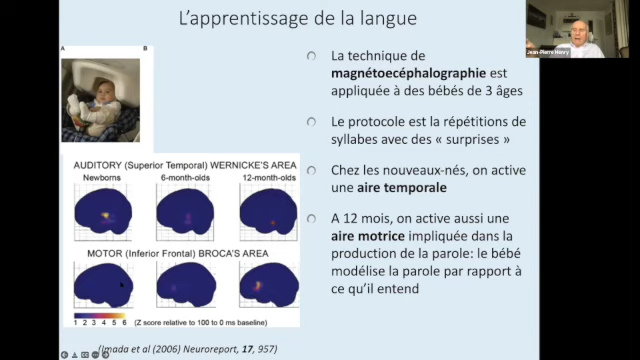 L'apprentissage de la langue
Jean-Pierre Henry
A B
La technique de
magnétoecéphalographie est
appliquée à des bébés de 3 âges
Le protocole est la répétitions de
syllabes avec des « surprises »
Chez les nouveaux-nés, on active
une aire temporale
A 12 mois, on active aussi une
aire motrice impliquée dans la
production de la parole: le bébé
modélise la parole par rapport à
ce qu'il entend
AUDITORY (Superior Temporal) WERNICKE'S AREA
Newborns 6-month-olds 12-month-olds
MOTOR (Inferior Frontal) BROCA'S AREA
1 2 3 4 5 6 (Z score relative to 100 to 0 ms baseline)
(Imada et al (2006) Neuroreport, 17, 957)